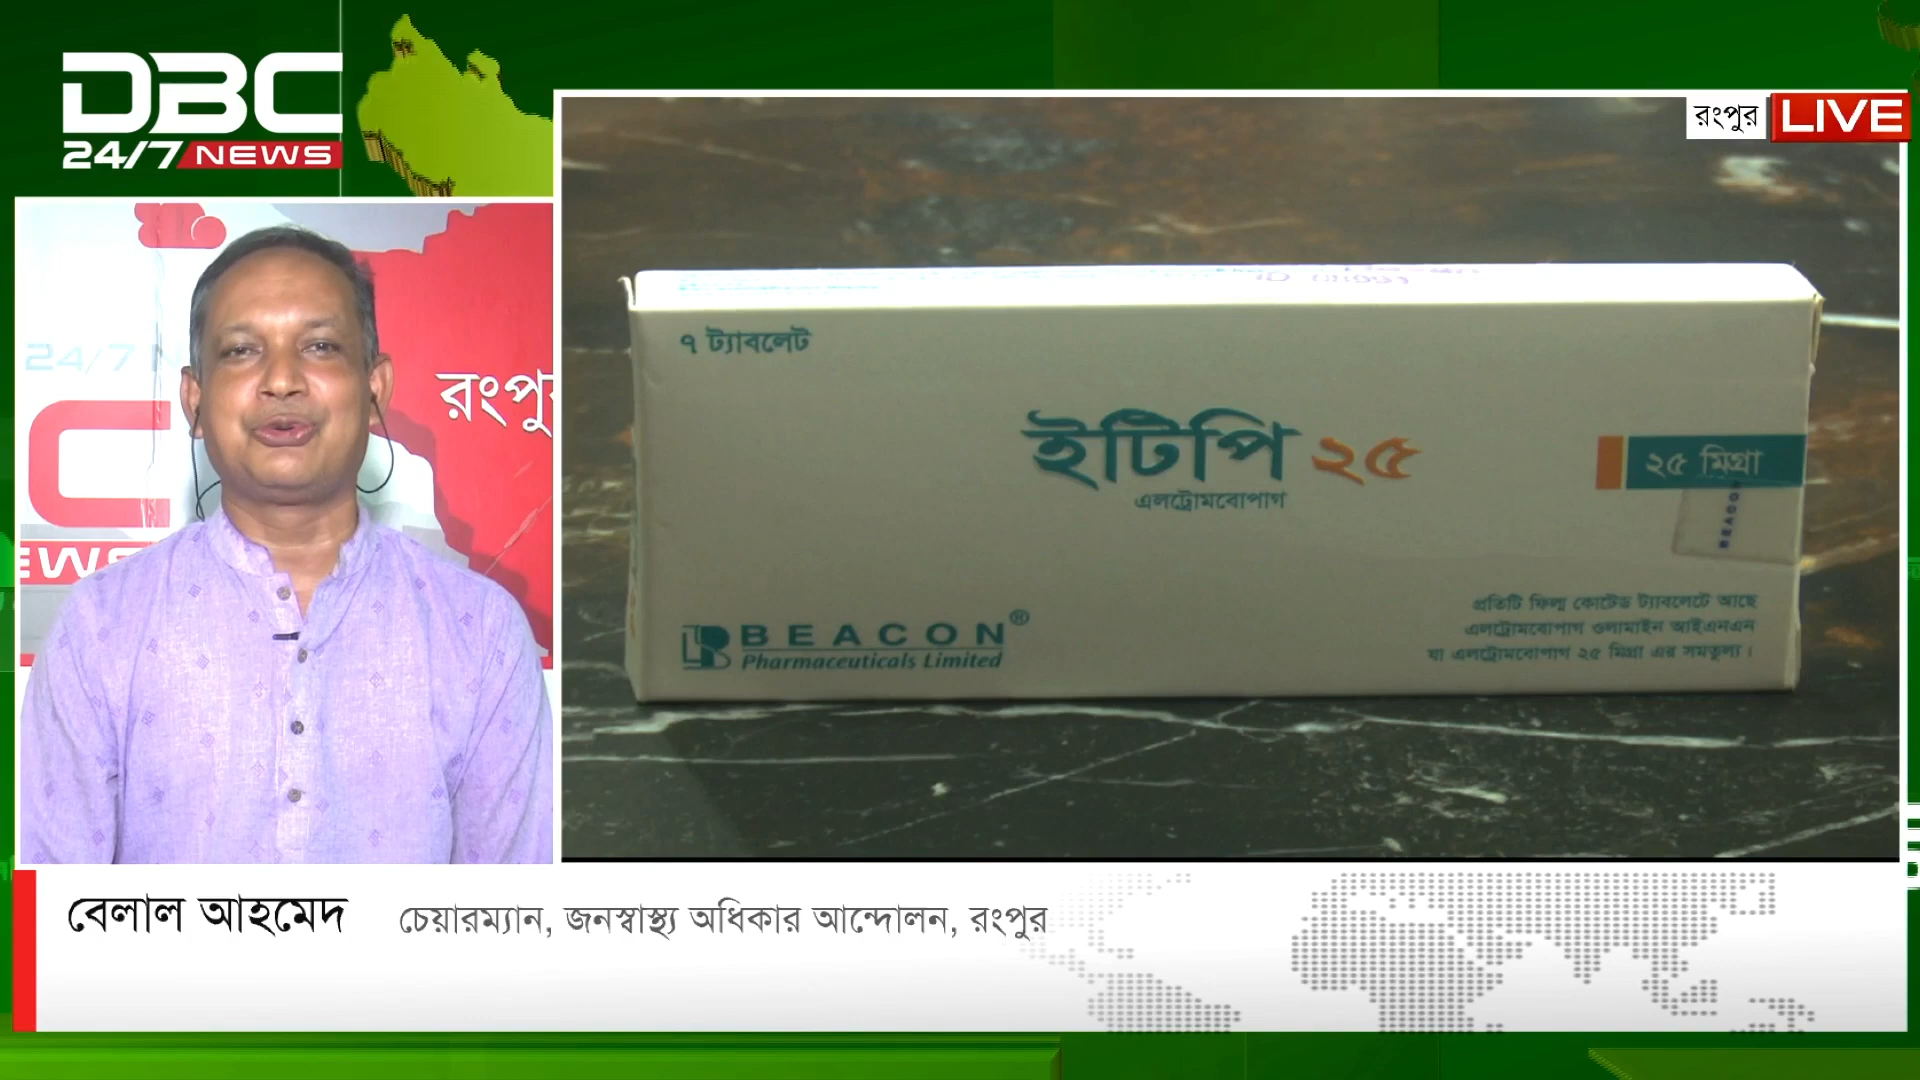 DBC
24/7 NEWS
রংপুর LIVE
24/7 N
রংপু
C
EWS
৭ ট্যাবলেট
ইটিপি ২৫
এলট্রোমবোপাগ
২৫ মিগ্রা
BEACON
BEACON®
Pharmaceuticals Limited
প্রতিটি ফিল্ম কোটেড ট্যাবলেটে আছে
এলট্রোমবোপাগ ওলামাইন আইএনএন
যা এলট্রোমবোপাগ ২৫ মিগ্রা এর সমতুল্য।
বেলাল আহমেদ চেয়ারম্যান, জনস্বাস্থ্য অধিকার আন্দোলন, রংপুর